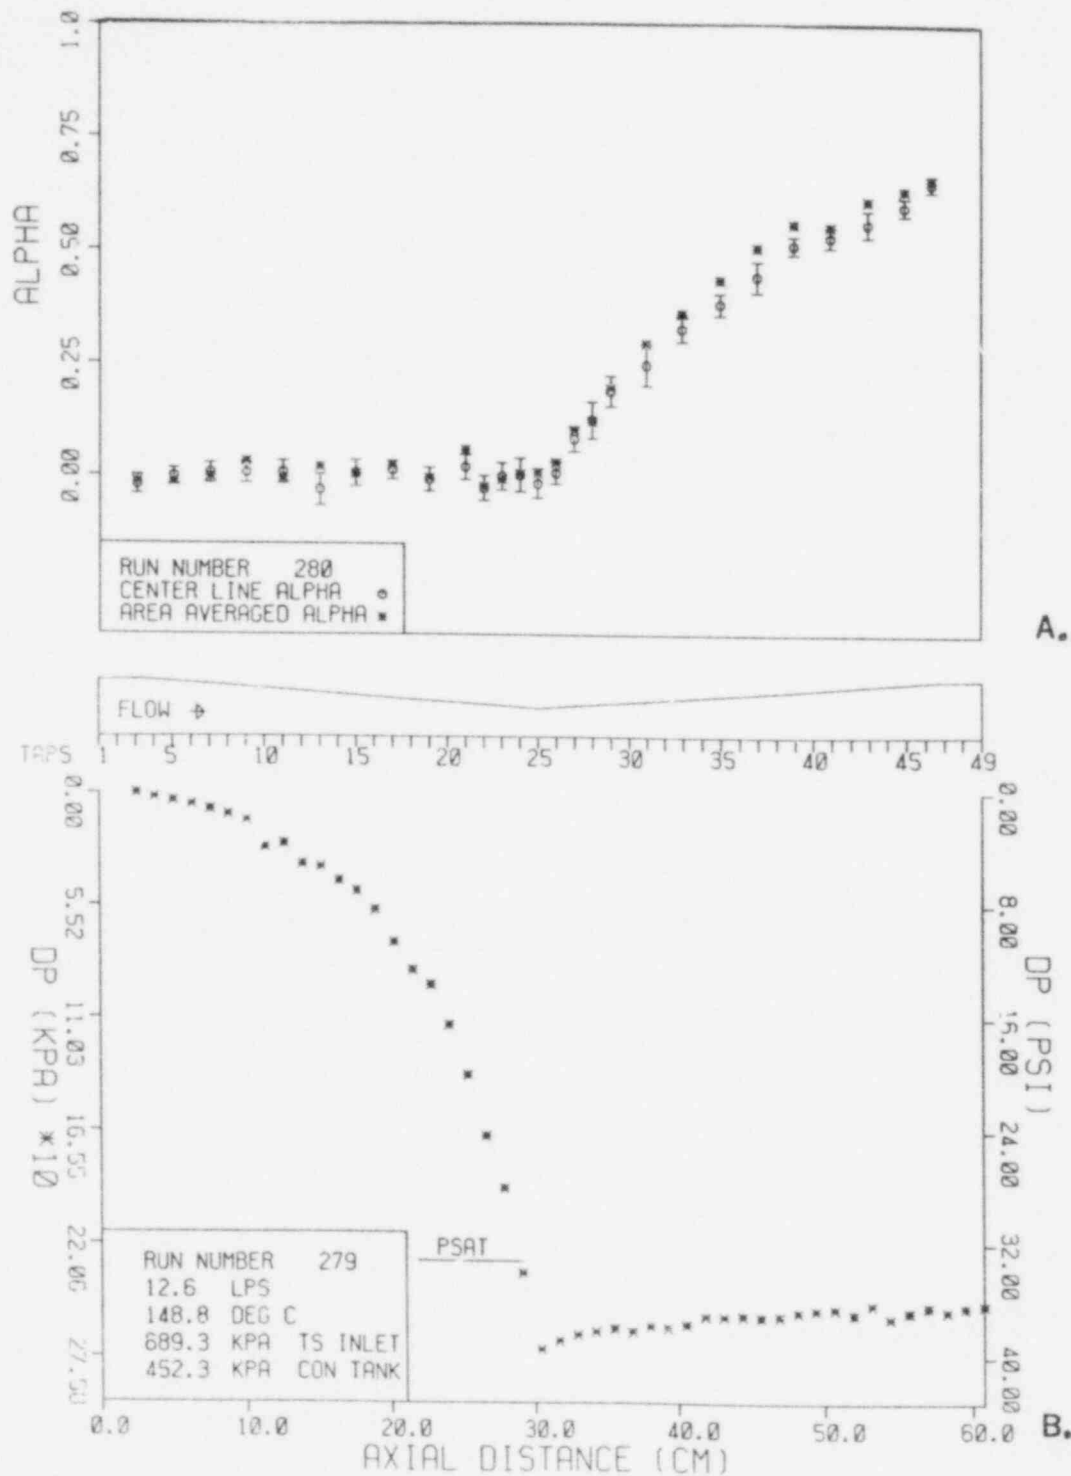 1.0
0.75
0.50
0.25
0.00
ALPHA
RUN NUMBER 280
CENTER LINE ALPHA
AREA AVERAGED ALPHA
A.
FLOW
TAPS
1 5 10 15 20 25 30 35 40 45 49
0.00
5.52
11.03
16.55
22.06
27.58
DP (KPA) *10
0.00
8.00
16.00
24.00
32.00
40.00
DP (PSI)
PSAT
RUN NUMBER 279
12.6 LPS
148.8 DEG C
689.3 KPA TS INLET
452.3 KPA CON TANK
0.0 10.0 20.0 30.0 40.0 50.0 60.0
B.
AXIAL DISTANCE (CM)